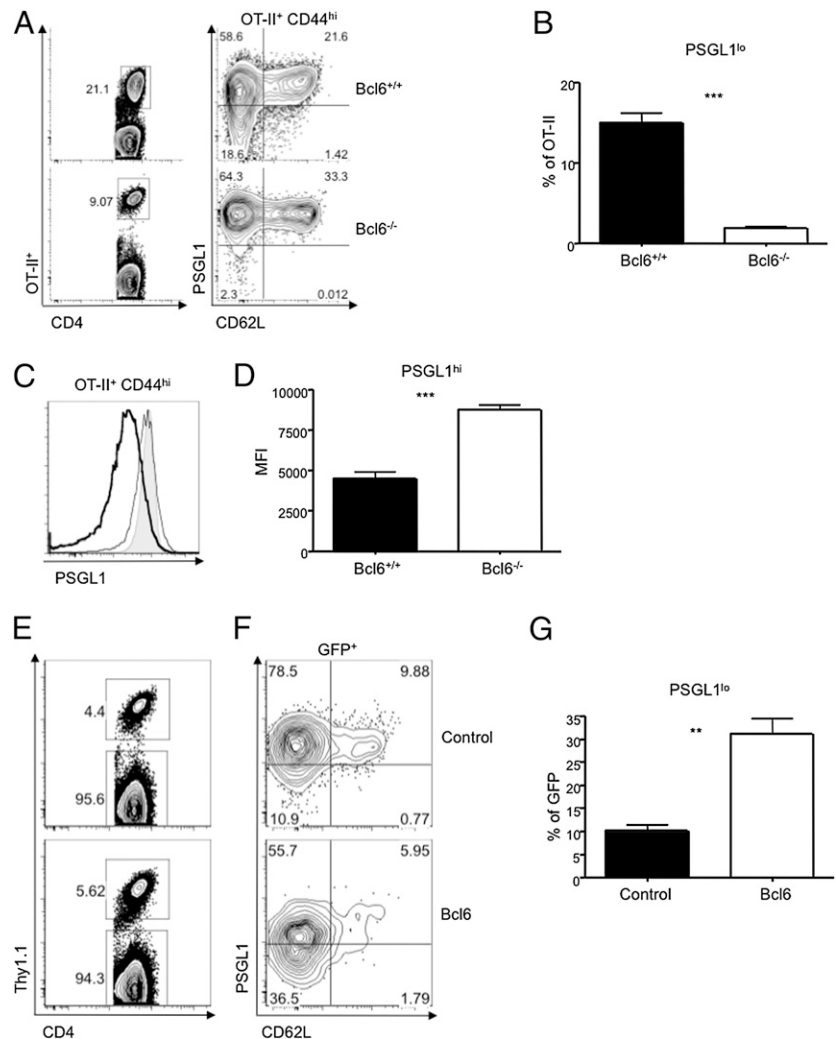 A
OT-II⁺ CD44ʰⁱ
58.6 21.6
21.1
Bcl6⁺/⁺
18.6 1.42
64.3 33.3
9.07
Bcl6⁻/⁻
2.3 0.012
OT-II⁺
PSGL1
CD4
CD62L
B
PSGL1ˡᵒ
***
% of OT-II
20
10
0
Bcl6⁺/⁺ Bcl6⁻/⁻
C
OT-II⁺ CD44ʰⁱ
PSGL1
D
PSGL1ʰⁱ
***
MFI
10000
7500
5000
2500
0
Bcl6⁺/⁺ Bcl6⁻/⁻
E
4.4
95.6
5.62
94.3
Thy1.1
CD4
F
GFP⁺
78.5 9.88
Control
10.9 0.77
55.7 5.95
Bcl6
36.5 1.79
PSGL1
CD62L
G
PSGL1ˡᵒ
**
% of GFP
35
30
25
20
15
10
5
0
Control Bcl6